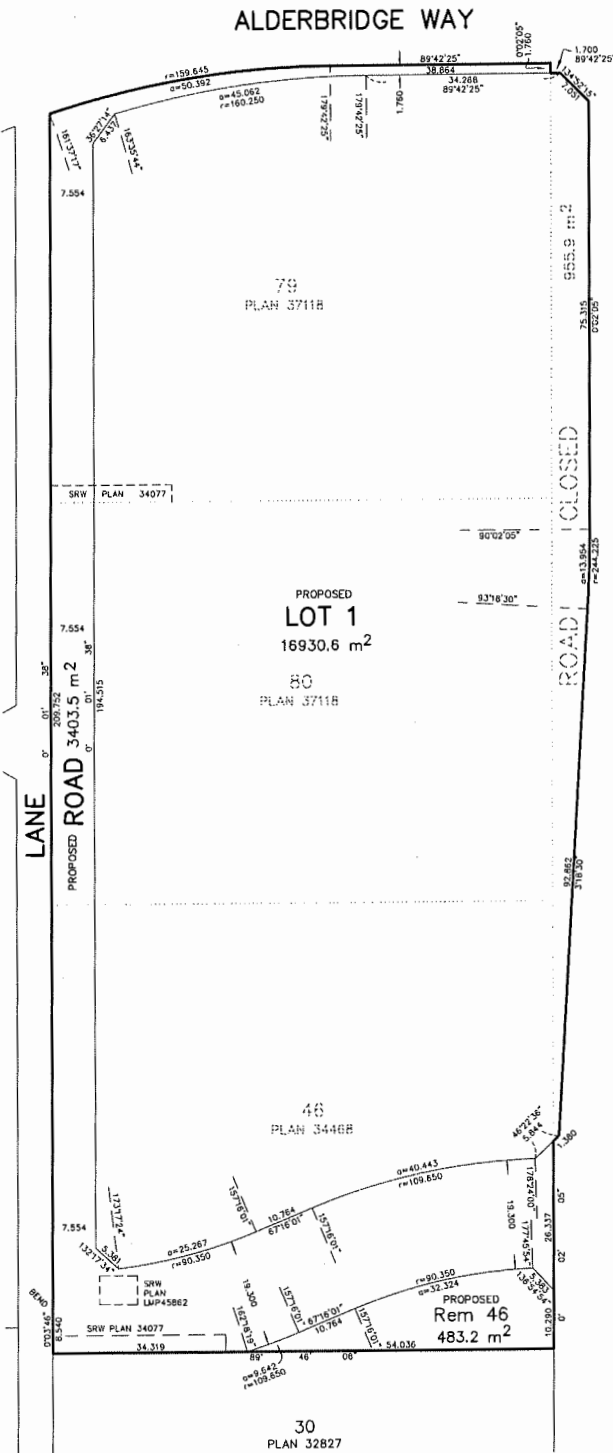 ALDERBRIDGE WAY
r=159.645
a=50.392
89°42'25"
38.864
0°02'05"
1.760
1.700
89°42'25"
134°52'15"
a=45.062
r=160.250
34.288
89°42'25"
179°42'25"
179°42'25"
1.760
161°37'17"
36°27'14"
6.437
163°35'44"
7.554
955.9 m²
79
PLAN 37118
75.315
0°02'05"
SRW PLAN 34077
CLOSED
90°02'05"
a=13.954
r=244.225
PROPOSED
LOT 1
16930.6 m²
93°18'30"
7.554
ROAD
80
PLAN 37118
0° 01' 38"
209.752
PROPOSED ROAD 3403.5 m²
194.515
0° 01' 38"
LANE
92.862
3°18'30"
46
PLAN 34468
46°22'36"
5.844
1.380
a=40.443
r=109.650
157°16'01"
10.764
67°16'01"
157°16'01"
178°24'00"
19.300
177°45'54"
7.554
173°17'24"
a=25.267
r=90.350
5.381
132°17'34"
26.337
0° 02' 05"
SRW
PLAN
LMP45862
r=90.350
a=32.324
5.383
136°54'54"
BEND
0°03'46"
8.540
SRW PLAN 34077
34.319
19.300
162°18'19"
157°16'01"
67°16'01"
10.764
157°16'01"
PROPOSED
Rem 46
483.2 m²
10.290
89° 46' 08"
54.036
a=9.642
r=109.650
30
PLAN 32827